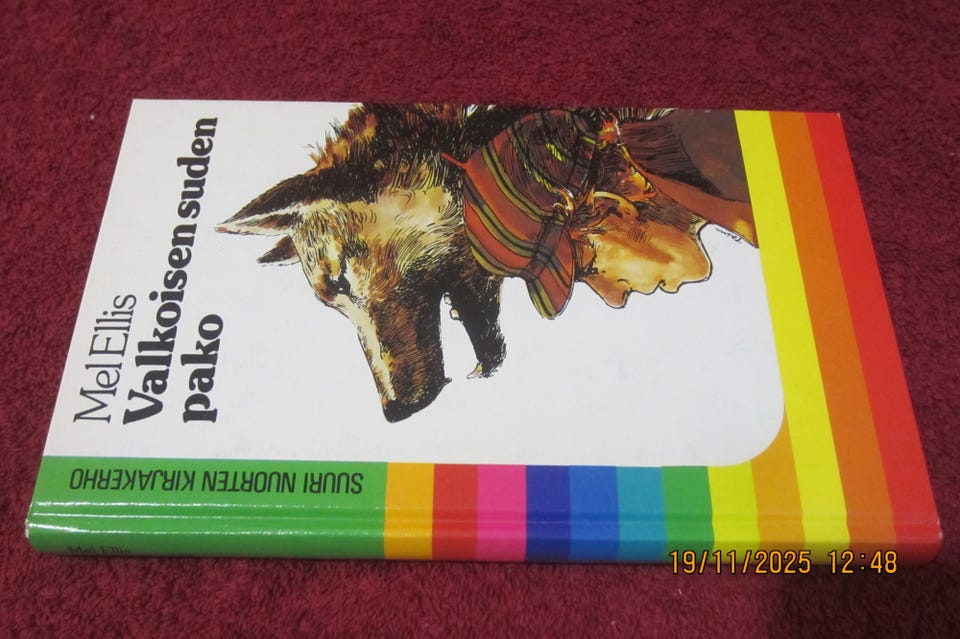 Mel Ellis
Valkoisen suden
pako
SUURI NUORTEN KIRJAKERHO
Mel Ellis
19/11/2025 12:48